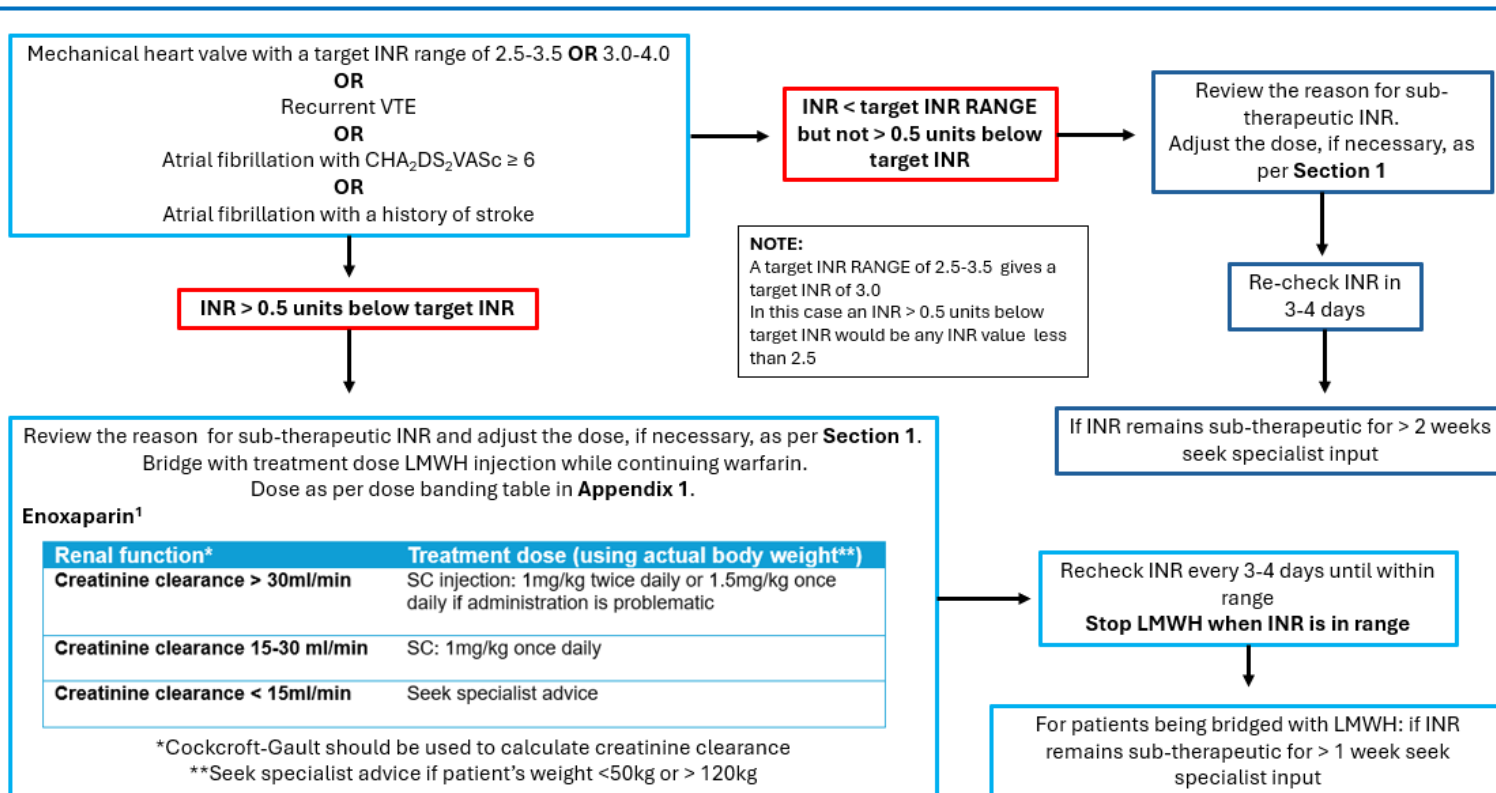 Mechanical heart valve with a target INR range of 2.5-3.5 OR 3.0-4.0
OR
Recurrent VTE
OR
Atrial fibrillation with CHA₂DS₂VASc ≥ 6
OR
Atrial fibrillation with a history of stroke
INR < target INR RANGE
but not > 0.5 units below
target INR
Review the reason for sub-
therapeutic INR.
Adjust the dose, if necessary, as
per Section 1
Re-check INR in
3-4 days
If INR remains sub-therapeutic for > 2 weeks
seek specialist input
NOTE:
A target INR RANGE of 2.5-3.5 gives a
target INR of 3.0
In this case an INR > 0.5 units below
target INR would be any INR value less
than 2.5
INR > 0.5 units below target INR
Review the reason for sub-therapeutic INR and adjust the dose, if necessary, as per Section 1.
Bridge with treatment dose LMWH injection while continuing warfarin.
Dose as per dose banding table in Appendix 1.
Enoxaparin¹
Renal function* Treatment dose (using actual body weight**)
Creatinine clearance > 30ml/min SC injection: 1mg/kg twice daily or 1.5mg/kg once
daily if administration is problematic
Creatinine clearance 15-30 ml/min SC: 1mg/kg once daily
Creatinine clearance < 15ml/min Seek specialist advice
*Cockcroft-Gault should be used to calculate creatinine clearance
**Seek specialist advice if patient's weight <50kg or > 120kg
Recheck INR every 3-4 days until within
range
Stop LMWH when INR is in range
For patients being bridged with LMWH: if INR
remains sub-therapeutic for > 1 week seek
specialist input